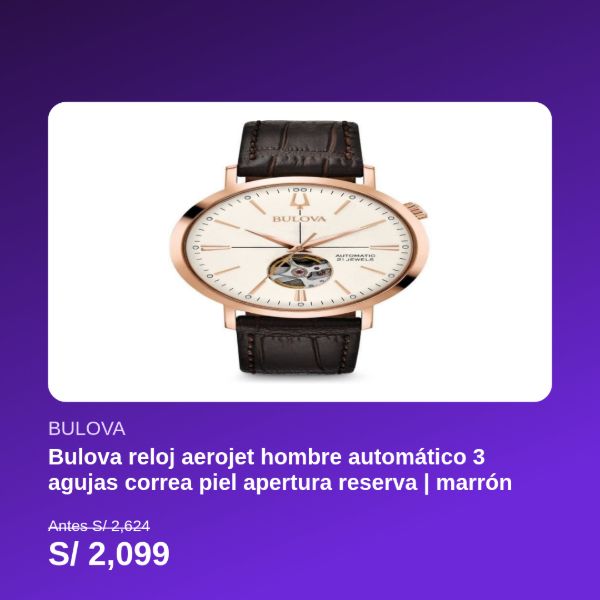 BULOVA
AUTOMATIC
21 JEWELS
BULOVA
Bulova reloj aerojet hombre automático 3
agujas correa piel apertura reserva | marrón
Antes S/ 2,624
S/ 2,099